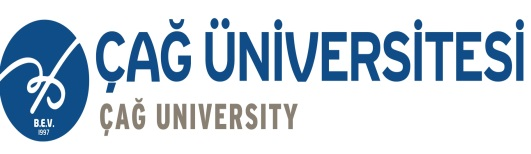 ÇAĞ ÜNİVERSİTESİ
ÇAĞ UNIVERSITY
B.E.V.
1997